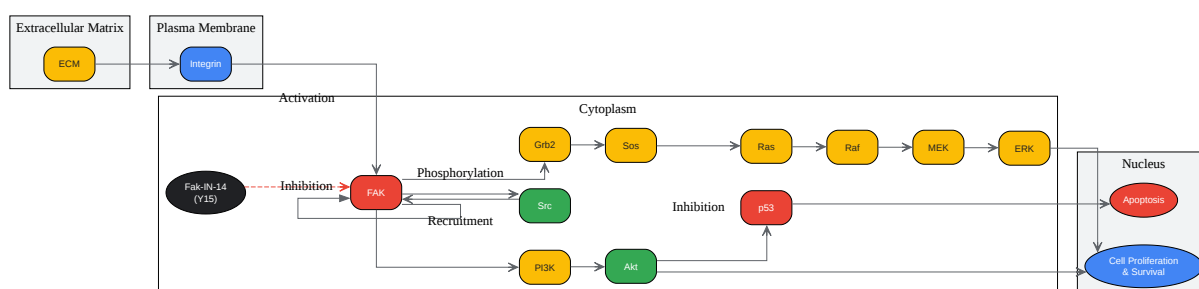 Extracellular Matrix
Plasma Membrane
ECM
Integrin
Activation
Cytoplasm
Grb2
Sos
Ras
Raf
MEK
ERK
Nucleus
Phosphorylation
Fak-IN-14
(Y15)
Inhibition
FAK
Src
Recruitment
Inhibition
p53
Apoptosis
PI3K
Akt
Cell Proliferation
& Survival